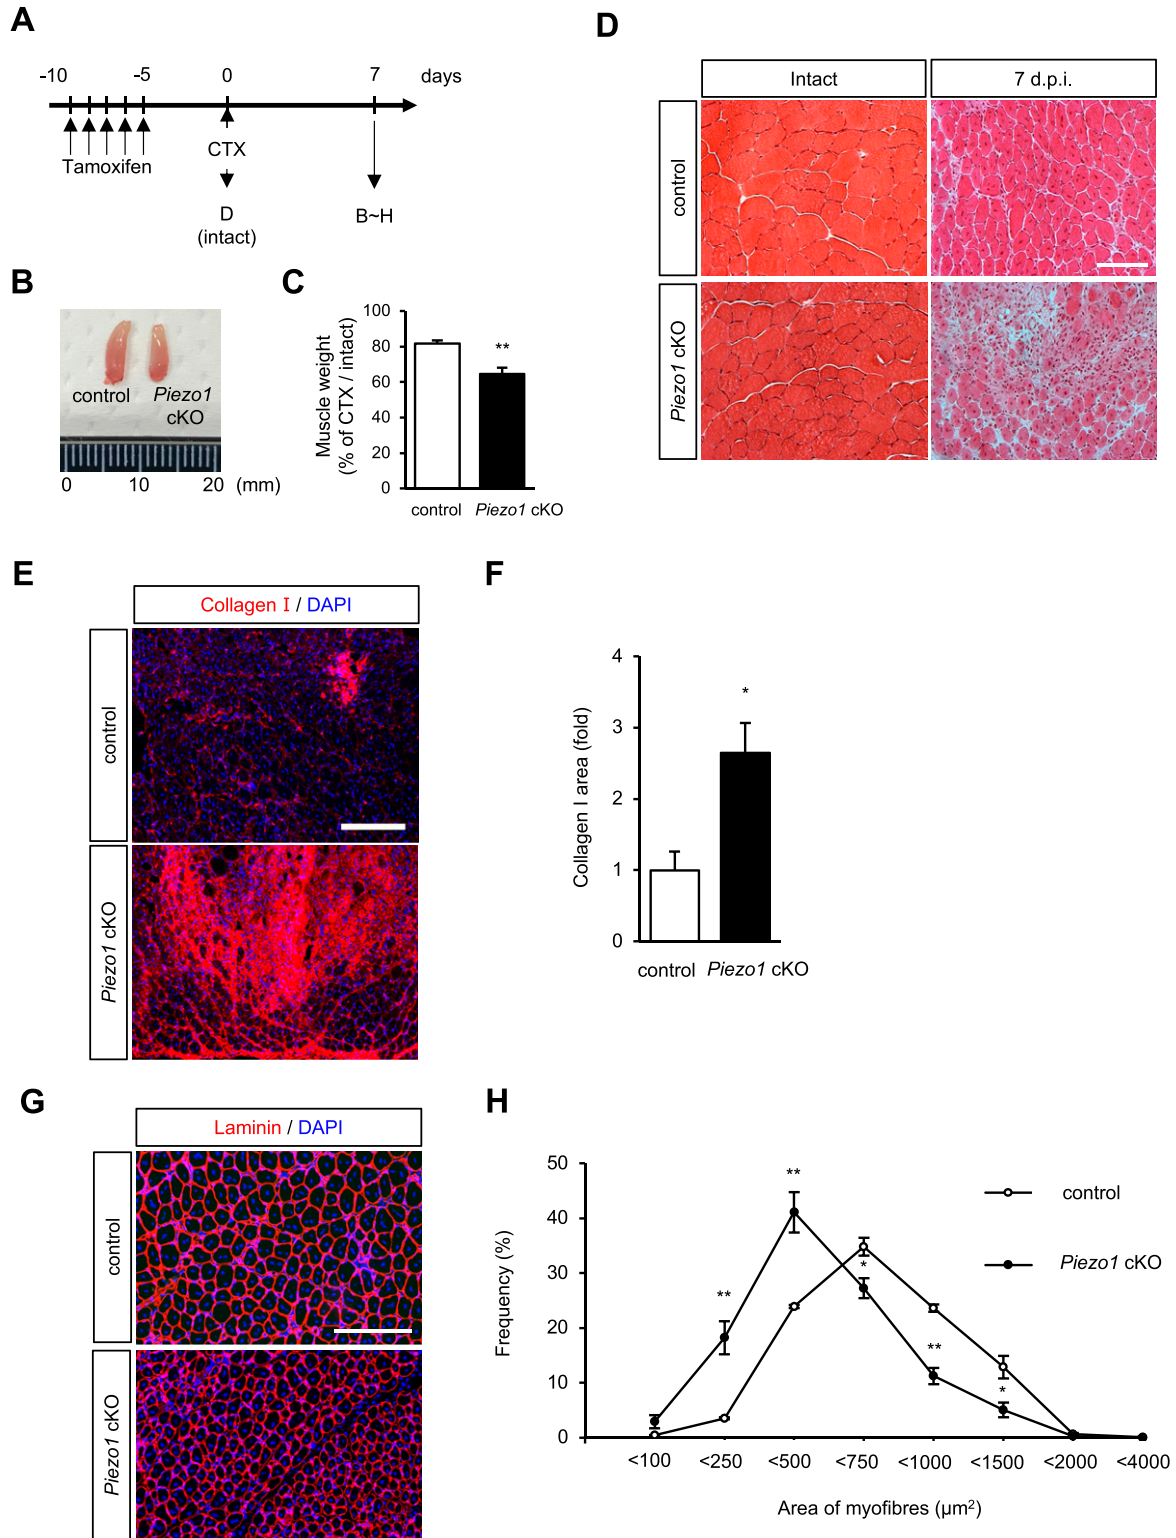 A
-10
-5
0
7
days
Tamoxifen
CTX
D
(intact)
B~H
B
control
Piezo1
cKO
0
10
20
(mm)
C
Muscle weight
(% of CTX / intact)
100
80
60
40
20
0
**
control
Piezo1 cKO
D
Intact
7 d.p.i.
control
Piezo1 cKO
E
Collagen I / DAPI
control
Piezo1 cKO
F
Collagen I area (fold)
4
3
2
1
0
*
control
Piezo1 cKO
G
Laminin / DAPI
control
Piezo1 cKO
H
Frequency (%)
50
40
30
20
10
0
**
**
*
**
*
control
Piezo1 cKO
<100
<250
<500
<750
<1000
<1500
<2000
<4000
Area of myofibres (µm²)